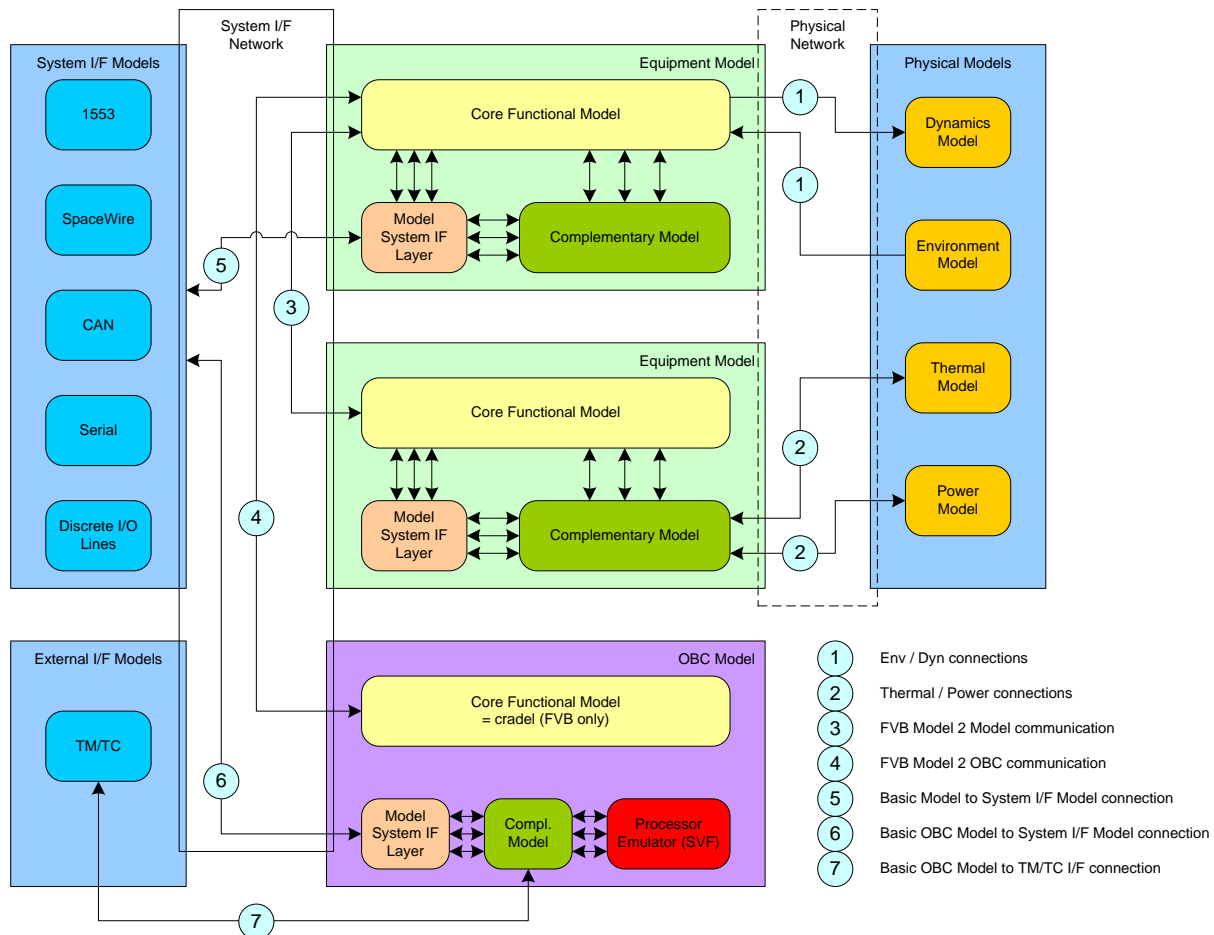 System I/F
Network
Physical
Network
System I/F Models
1553
SpaceWire
CAN
Serial
Discrete I/O
Lines
Equipment Model
Core Functional Model
Model
System IF
Layer
Complementary Model
Equipment Model
Core Functional Model
Model
System IF
Layer
Complementary Model
Physical Models
Dynamics
Model
Environment
Model
Thermal
Model
Power
Model
1
1
5
3
2
4
2
6
7
External I/F Models
TM/TC
OBC Model
Core Functional Model
= cradel (FVB only)
Model
System IF
Layer
Compl.
Model
Processor
Emulator (SVF)
1 Env / Dyn connections
2 Thermal / Power connections
3 FVB Model 2 Model communication
4 FVB Model 2 OBC communication
5 Basic Model to System I/F Model connection
6 Basic OBC Model to System I/F Model connection
7 Basic OBC Model to TM/TC I/F connection